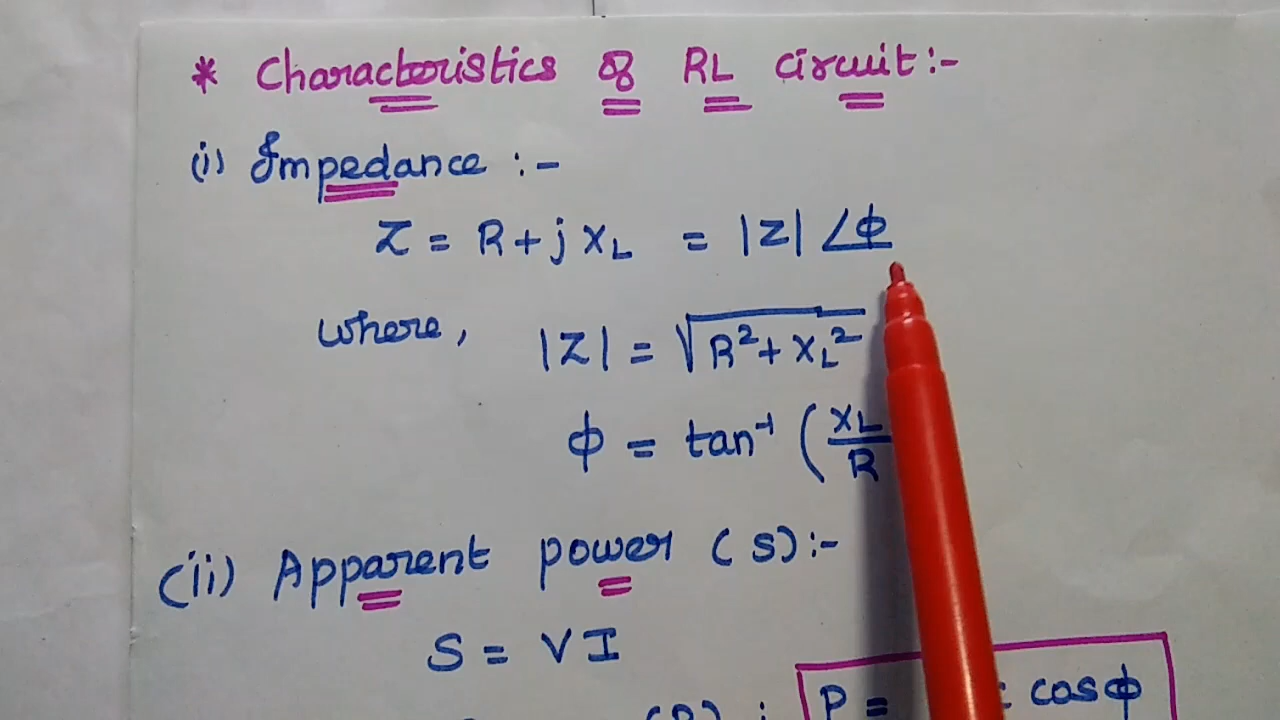 * Characteristics of RL circuit:-
(i) Impedance :-
Z = R + j XL = |Z| ∠ϕ
where, |Z| = √(R² + XL²)
ϕ = tan⁻¹ (XL/R
(ii) Apparent power (S):-
S = VI
(P) : P = cosϕ